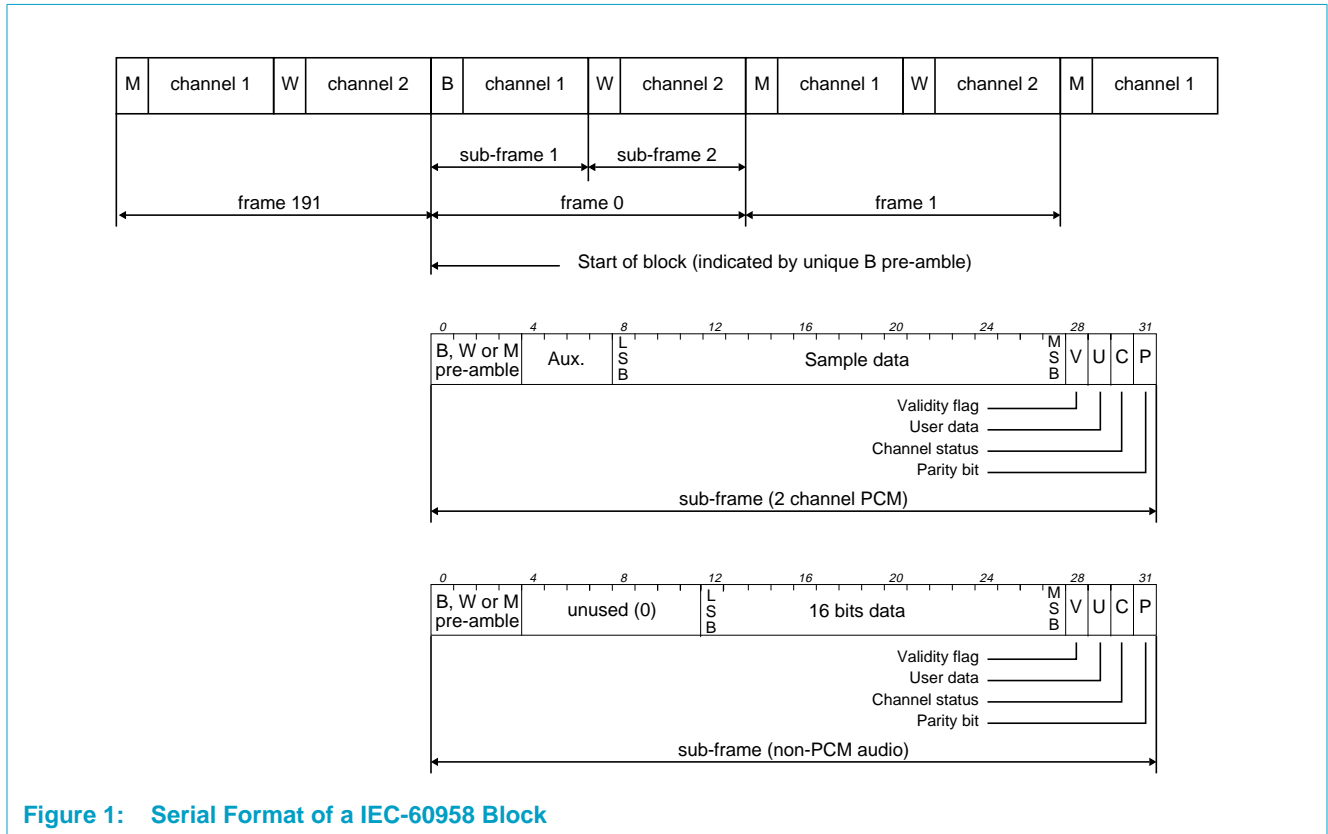 M channel 1 W channel 2 B channel 1 W channel 2 M channel 1 W channel 2 M channel 1
sub-frame 1 sub-frame 2
frame 191 frame 0 frame 1
Start of block (indicated by unique B pre-amble)
0 4 8 12 16 20 24 28 31
B, W or M pre-amble Aux. LSB Sample data MSB V U C P
Validity flag
User data
Channel status
Parity bit
sub-frame (2 channel PCM)
0 4 8 12 16 20 24 28 31
B, W or M pre-amble unused (0) LSB 16 bits data MSB V U C P
Validity flag
User data
Channel status
Parity bit
sub-frame (non-PCM audio)
Figure 1: Serial Format of a IEC-60958 Block